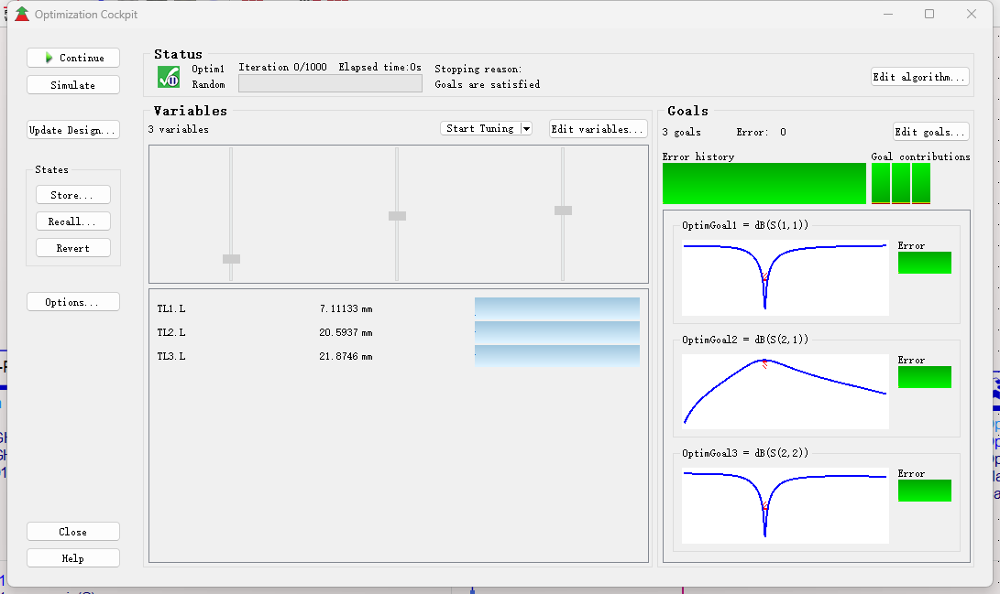 Optimization Cockpit
Continue
Simulate
Update Design...
States
Store...
Recall...
Revert
Options...
Close
Help
Status
Optim1
Random
Iteration 0/1000 Elapsed time:0s
Stopping reason:
Goals are satisfied
Edit algorithm...
Variables
3 variables
Start Tuning
Edit variables...
TL1.L 7.11133 mm
TL2.L 20.5937 mm
TL3.L 21.8746 mm
Goals
3 goals Error: 0
Edit goals...
Error history
Goal contributions
OptimGoal1 = dB(S(1,1))
Error
OptimGoal2 = dB(S(2,1))
Error
OptimGoal3 = dB(S(2,2))
Error